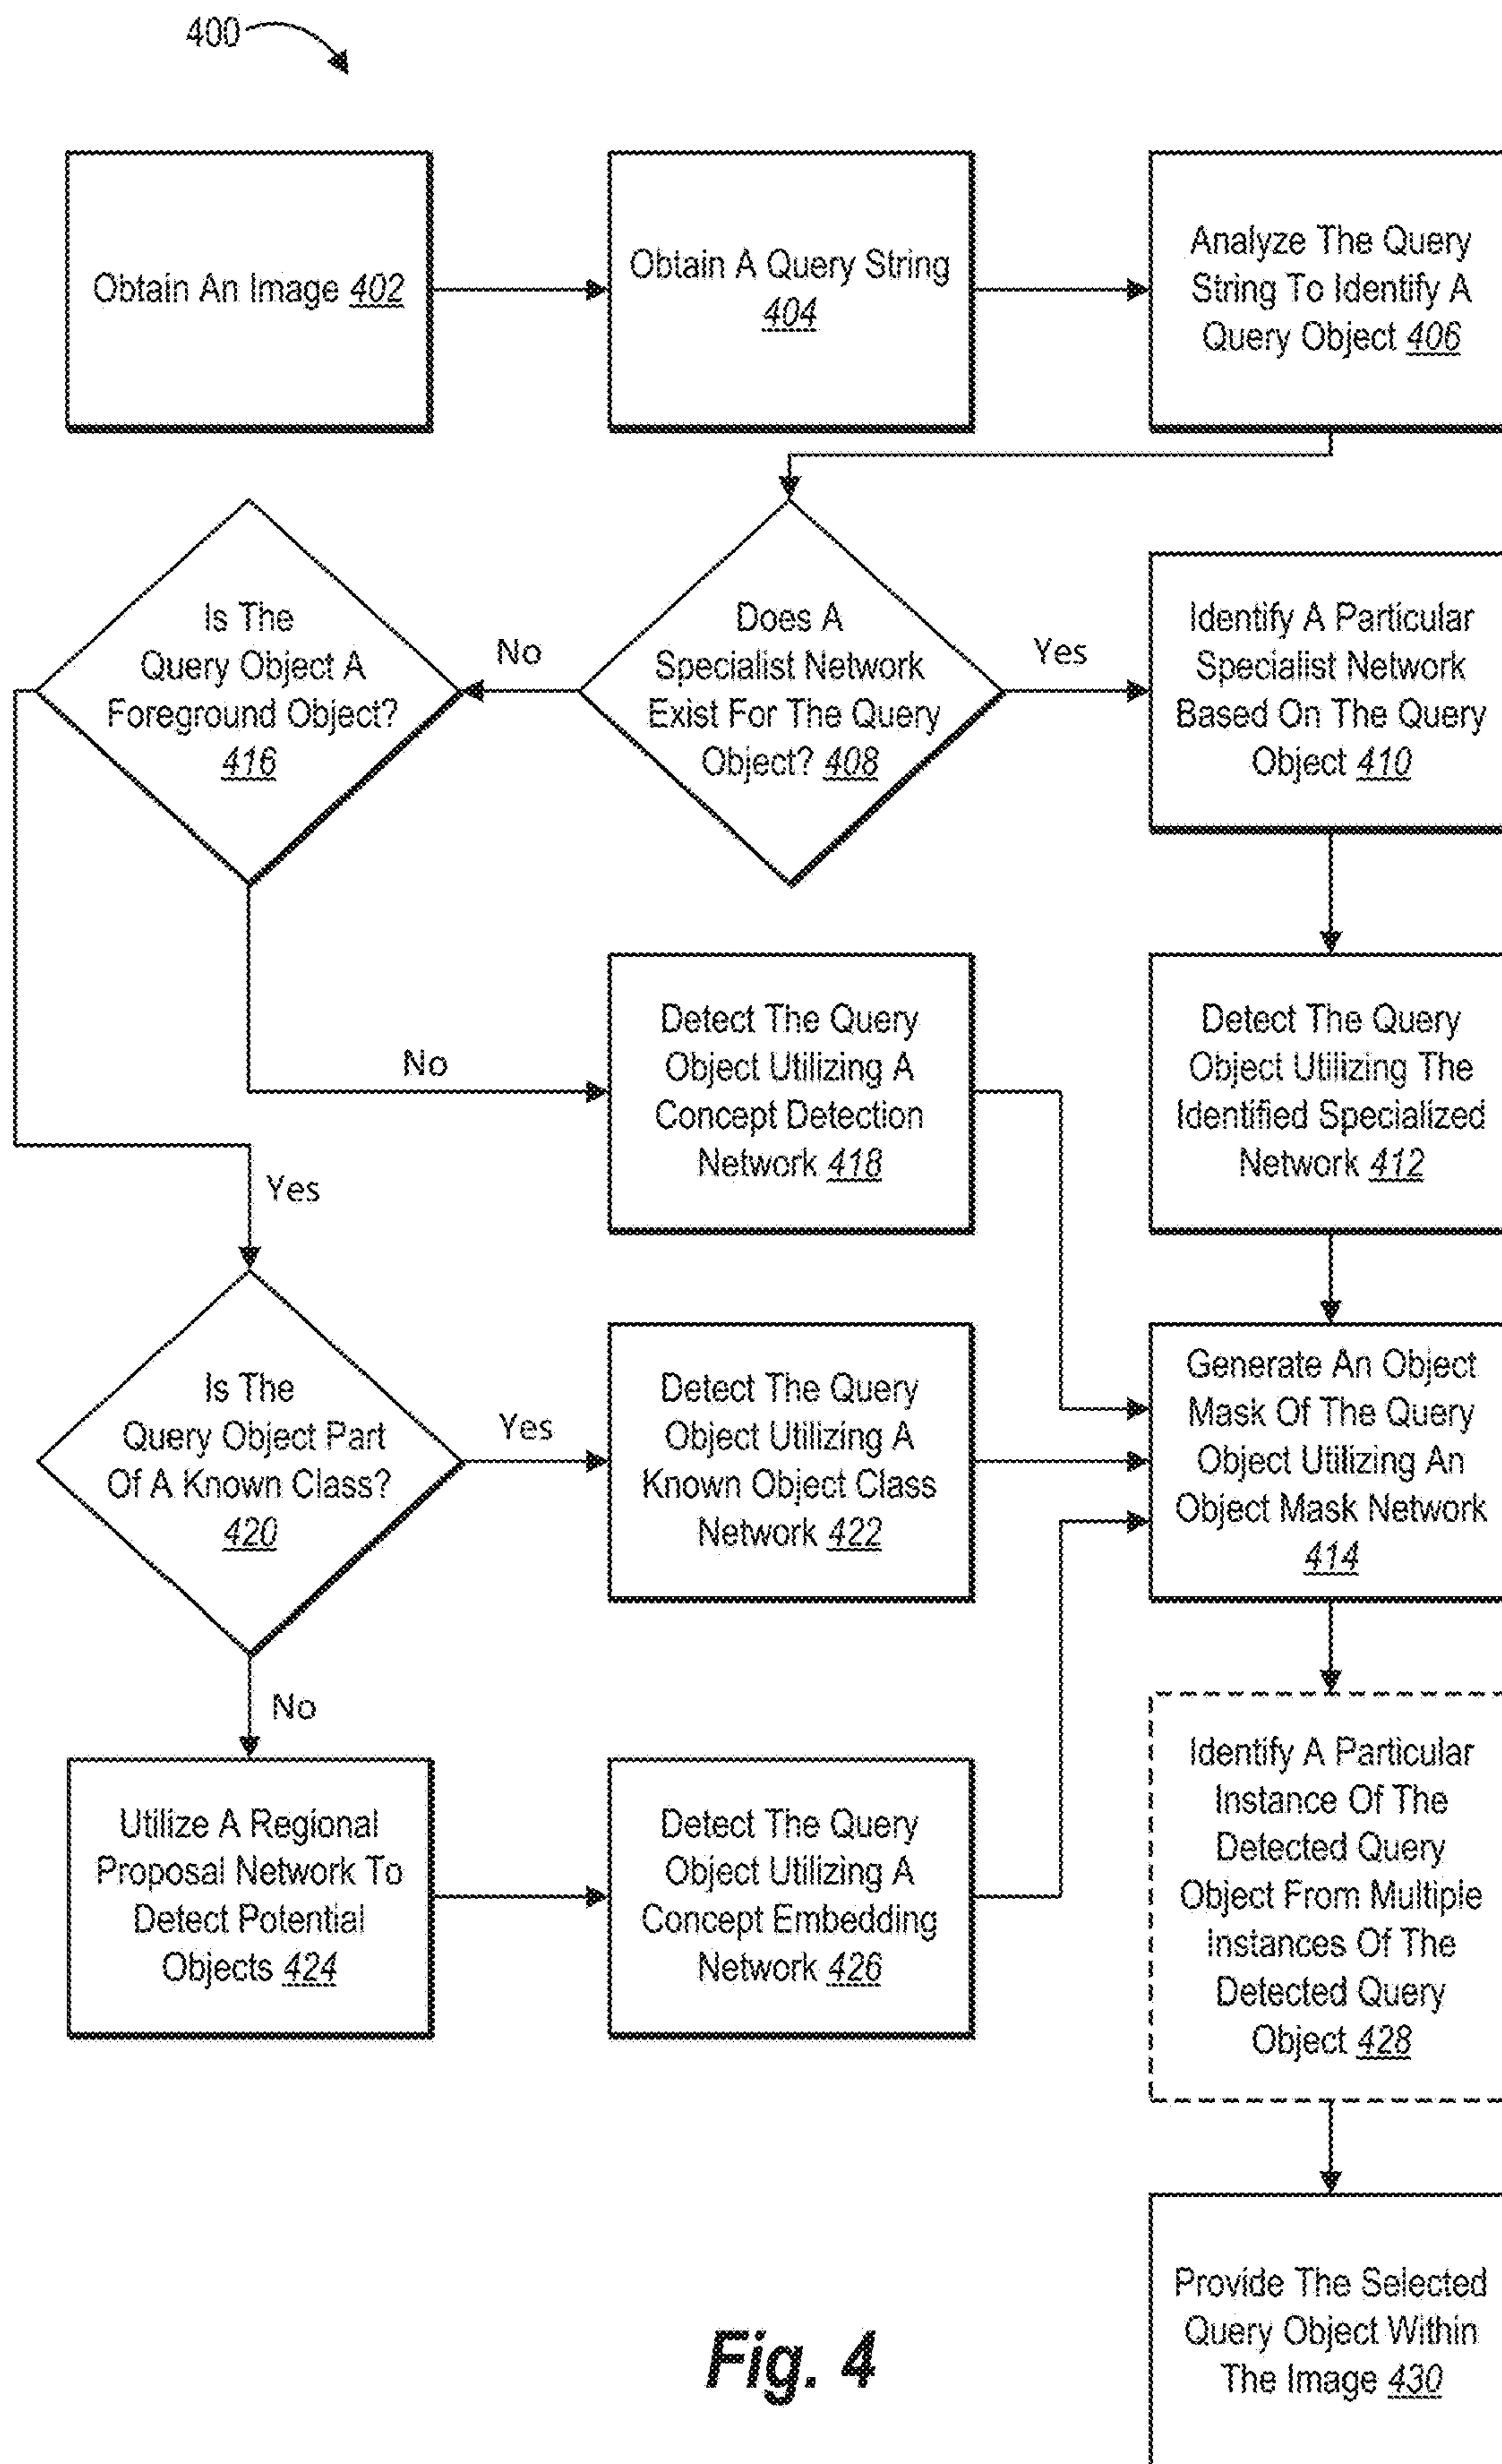 400
Obtain An Image 402
Obtain A Query String
404
Analyze The Query
String To Identify A
Query Object 406
Is The
Query Object A
Foreground Object?
416
No
Does A
Specialist Network
Exist For The Query
Object? 408
Yes
Identify A Particular
Specialist Network
Based On The Query
Object 410
No
Detect The Query
Object Utilizing A
Concept Detection
Network 418
Detect The Query
Object Utilizing The
Identified Specialized
Network 412
Yes
Is The
Query Object Part
Of A Known Class?
420
Yes
Detect The Query
Object Utilizing A
Known Object Class
Network 422
Generate An Object
Mask Of The Query
Object Utilizing An
Object Mask Network
414
No
Utilize A Regional
Proposal Network To
Detect Potential
Objects 424
Detect The Query
Object Utilizing A
Concept Embedding
Network 426
Identify A Particular
Instance Of The
Detected Query
Object From Multiple
Instances Of The
Detected Query
Object 428
Provide The Selected
Query Object Within
The Image 430
Fig. 4